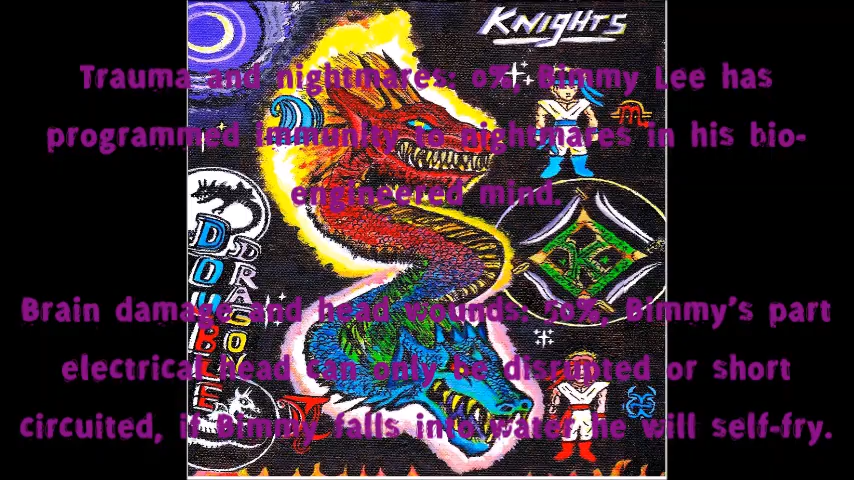 KNIGHTS
Trauma and nightmares: 0%, Bimmy Lee has
programmed immunity to nightmares in his bio-
engineered mind.
DOUBLE
DRAGON
Brain damage and head wounds: 50%, Bimmy's part
electrical head can only be disrupted or short
circuited, if Bimmy falls into water he will self-fry.